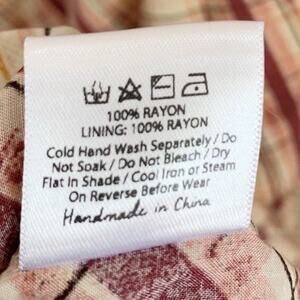 100% RAYON
LINING: 100% RAYON
Cold Hand Wash Separately / Do
Not Soak / Do Not Bleach / Dry
Flat in Shade / Cool Iron or Steam
On Reverse Before Wear
Handmade in China